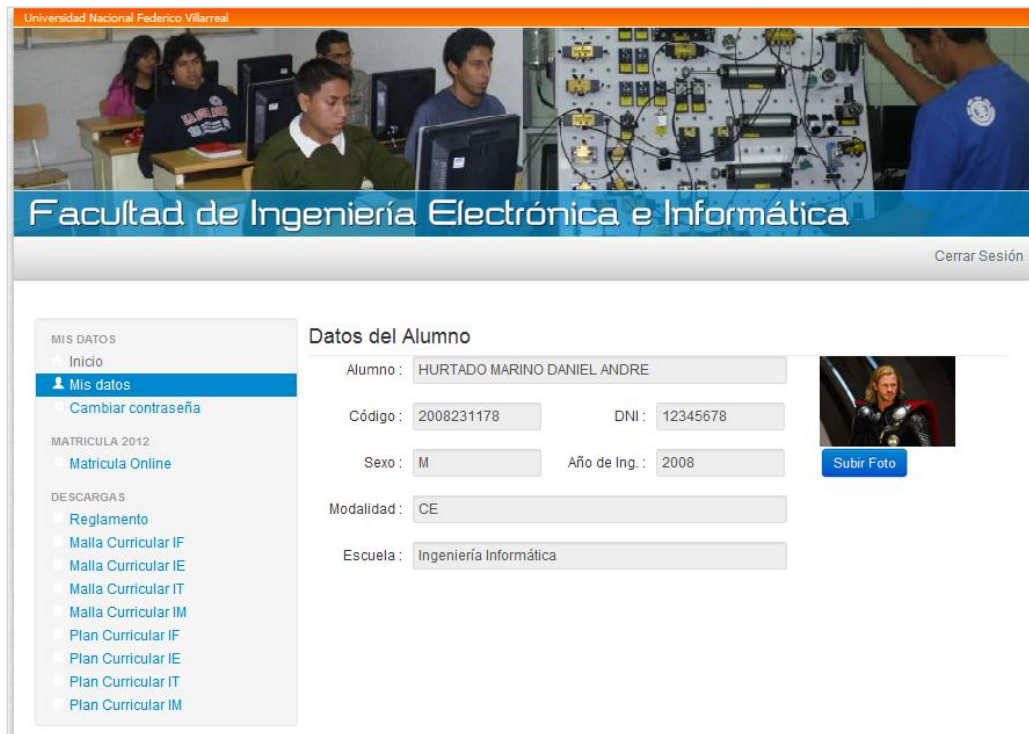 Universidad Nacional Federico Villarreal
Facultad de Ingeniería Electrónica e Informática
Cerrar Sesión
MIS DATOS
Inicio
Mis datos
Cambiar contraseña
MATRICULA 2012
Matricula Online
DESCARGAS
Reglamento
Malla Curricular IF
Malla Curricular IE
Malla Curricular IT
Malla Curricular IM
Plan Curricular IF
Plan Curricular IE
Plan Curricular IT
Plan Curricular IM
Datos del Alumno
Alumno : HURTADO MARINO DANIEL ANDRE
Código : 2008231178 DNI : 12345678
Sexo : M Año de Ing. : 2008
Modalidad : CE
Escuela : Ingeniería Informática
Subir Foto